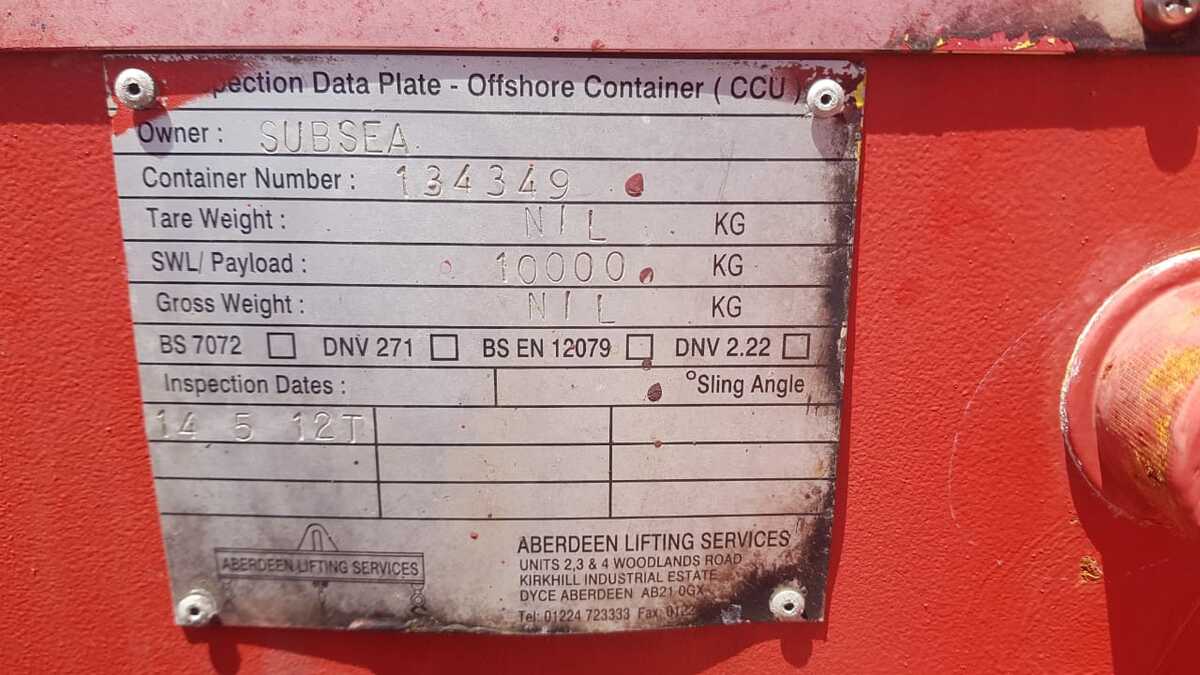 pection Data Plate - Offshore Container ( CCU )
Owner : SUBSEA
Container Number : 134349
Tare Weight : NIL KG
SWL/ Payload : 10000 KG
Gross Weight : NIL KG
BS 7072 DNV 271 BS EN 12079 DNV 2.22
Inspection Dates : °Sling Angle
14 5 12T
ABERDEEN LIFTING SERVICES
ABERDEEN LIFTING SERVICES
UNITS 2,3 & 4 WOODLANDS ROAD
KIRKHILL INDUSTRIAL ESTATE
DYCE ABERDEEN AB21 0GX
Tel: 01224 723333 Fax: 0122